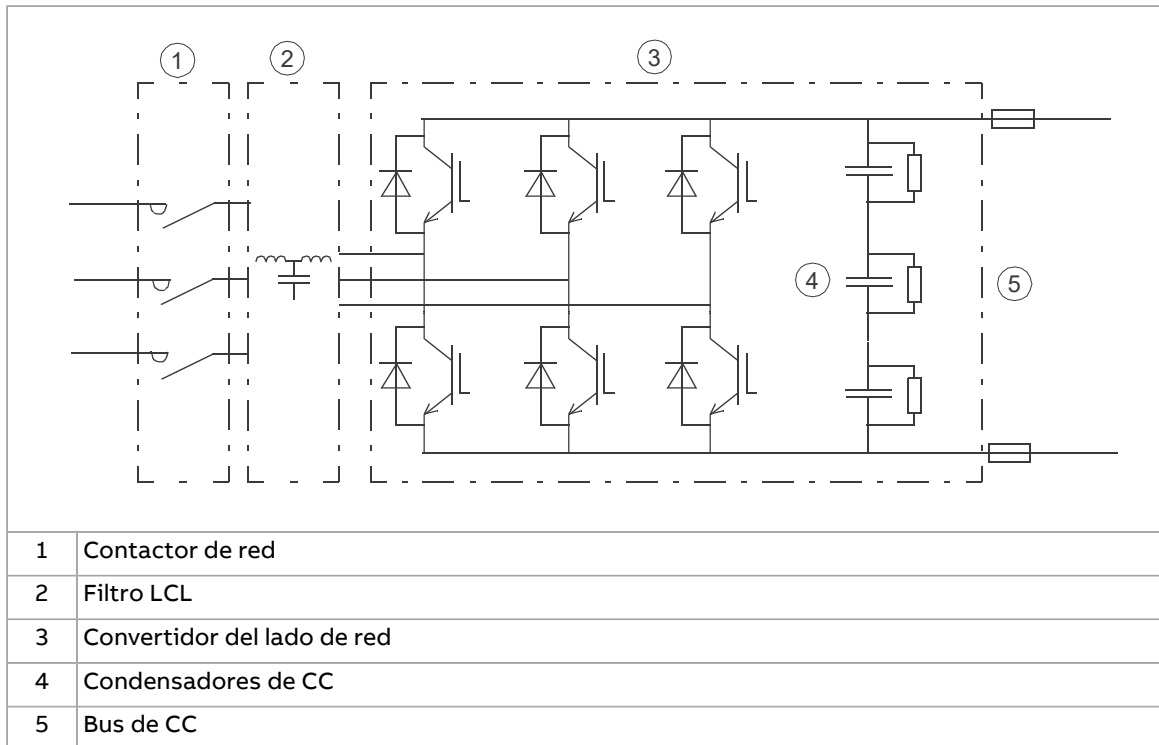 1
2
3
4
5
1 Contactor de red
2 Filtro LCL
3 Convertidor del lado de red
4 Condensadores de CC
5 Bus de CC